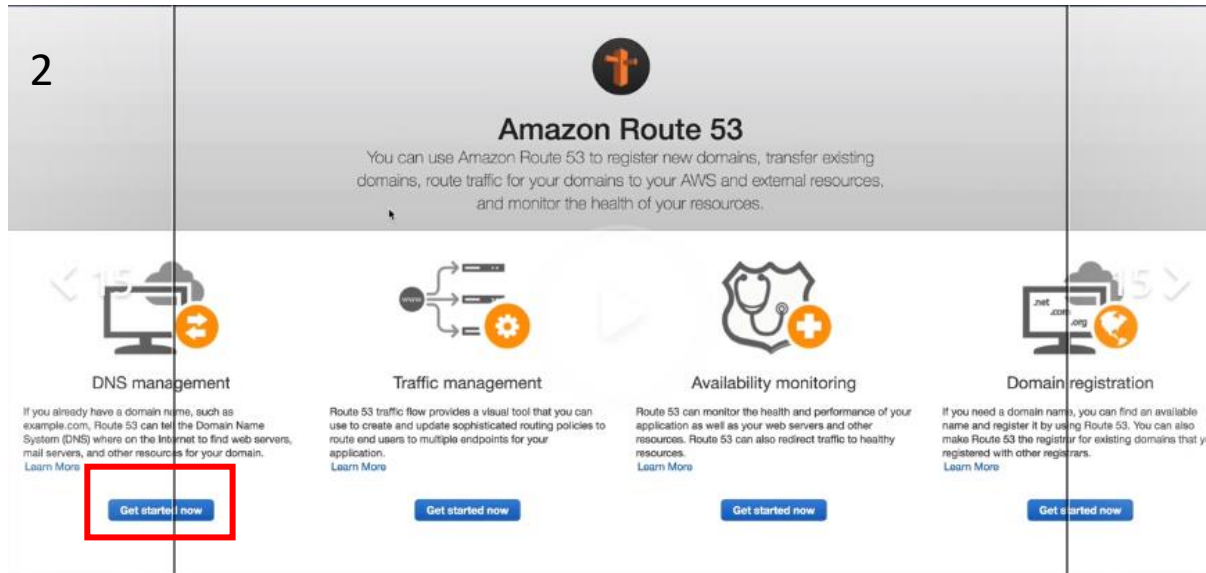 2
Amazon Route 53
You can use Amazon Route 53 to register new domains, transfer existing
domains, route traffic for your domains to your AWS and external resources,
and monitor the health of your resources.
15
15
www
.net
.com
.org
DNS management
If you already have a domain name, such as
example.com, Route 53 can tell the Domain Name
System (DNS) where on the Internet to find web servers,
mail servers, and other resources for your domain.
Learn More
Get started now
Traffic management
Route 53 traffic flow provides a visual tool that you can
use to create and update sophisticated routing policies to
route end users to multiple endpoints for your
application.
Learn More
Get started now
Availability monitoring
Route 53 can monitor the health and performance of your
application as well as your web servers and other
resources. Route 53 can also redirect traffic to healthy
resources.
Learn More
Get started now
Domain registration
If you need a domain name, you can find an available
name and register it by using Route 53. You can also
make Route 53 the registrar for existing domains that y
registered with other registrars.
Learn More
Get started now